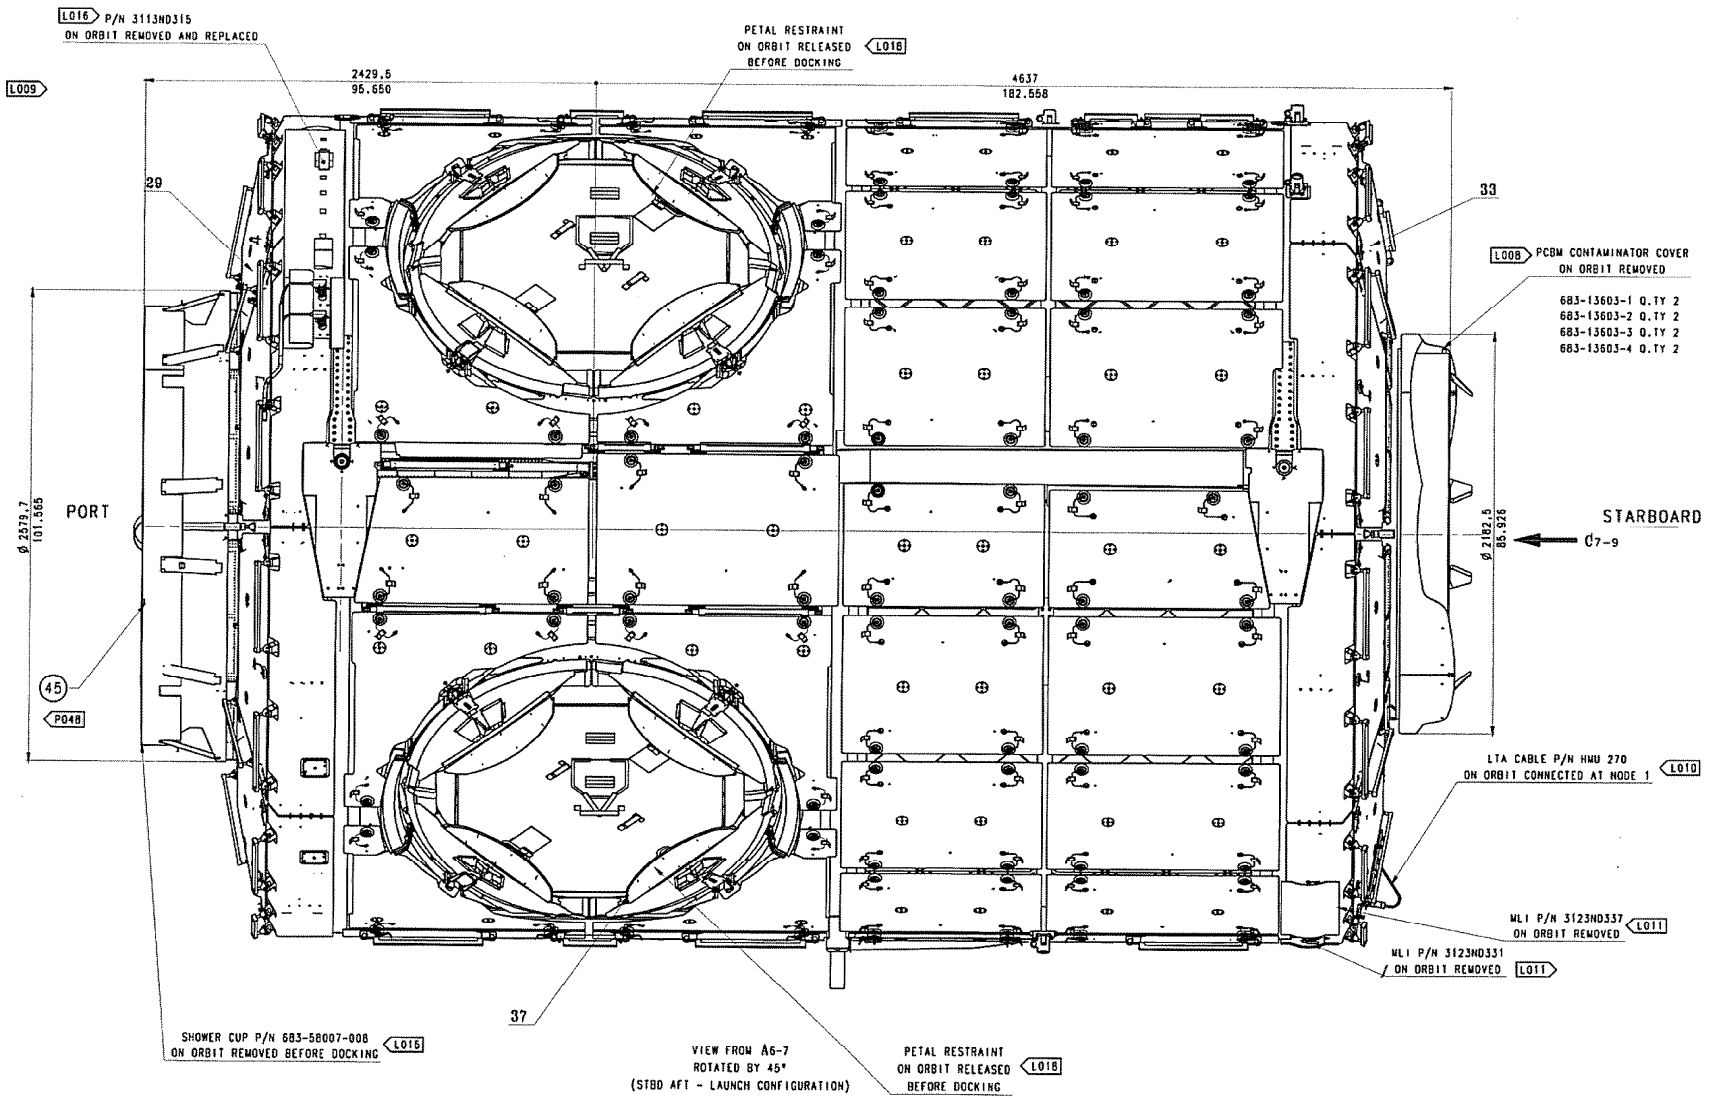 L016 P/N 3113ND315
ON ORBIT REMOVED AND REPLACED
PETAL RESTRAINT
ON ORBIT RELEASED L018
BEFORE DOCKING
L009
2429,5
95.650
4637
182.558
29
33
L008 PCBM CONTAMINATOR COVER
ON ORBIT REMOVED
683-13603-1 Q.TY 2
683-13603-2 Q.TY 2
683-13603-3 Q.TY 2
683-13603-4 Q.TY 2
PORT
Ø 2579,7
101.565
STARBOARD
Ø 2182,5
85.926
C7-9
45
P048
LTA CABLE P/N HMU 270
ON ORBIT CONNECTED AT NODE 1 L010
MLI P/N 3123ND337
ON ORBIT REMOVED L011
MLI P/N 3123ND331
ON ORBIT REMOVED L011
37
SHOWER CUP P/N 683-58007-008
ON ORBIT REMOVED BEFORE DOCKING L015
VIEW FROM A6-7
ROTATED BY 45°
(STBD AFT - LAUNCH CONFIGURATION)
PETAL RESTRAINT
ON ORBIT RELEASED L018
BEFORE DOCKING